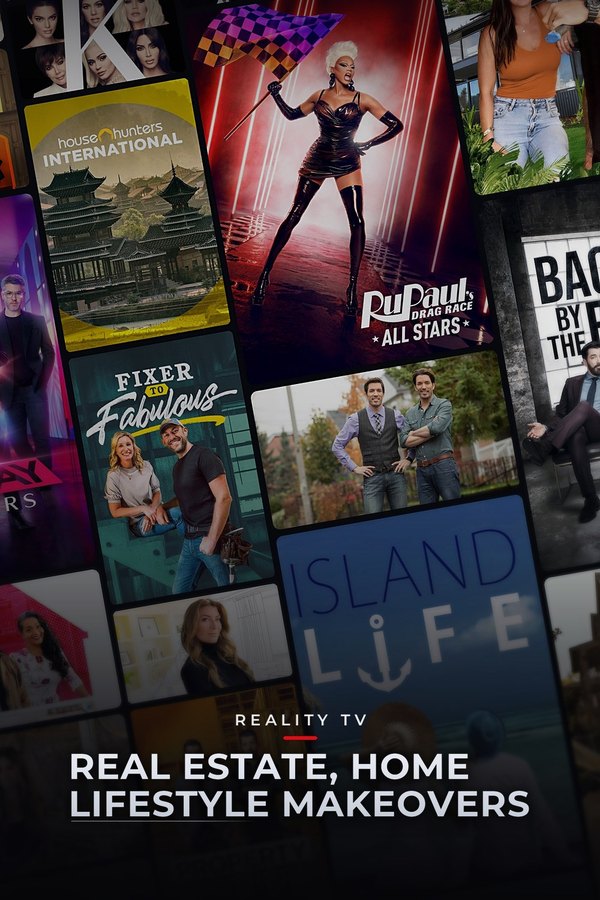 K
house hunters
INTERNATIONAL
RuPaul's
DRAG RACE
★ ALL STARS ★
FIXER
TO
Fabulous
BY
THE
RS
ISLAND
LiFE
REALITY TV
REAL ESTATE, HOME
LIFESTYLE MAKEOVERS